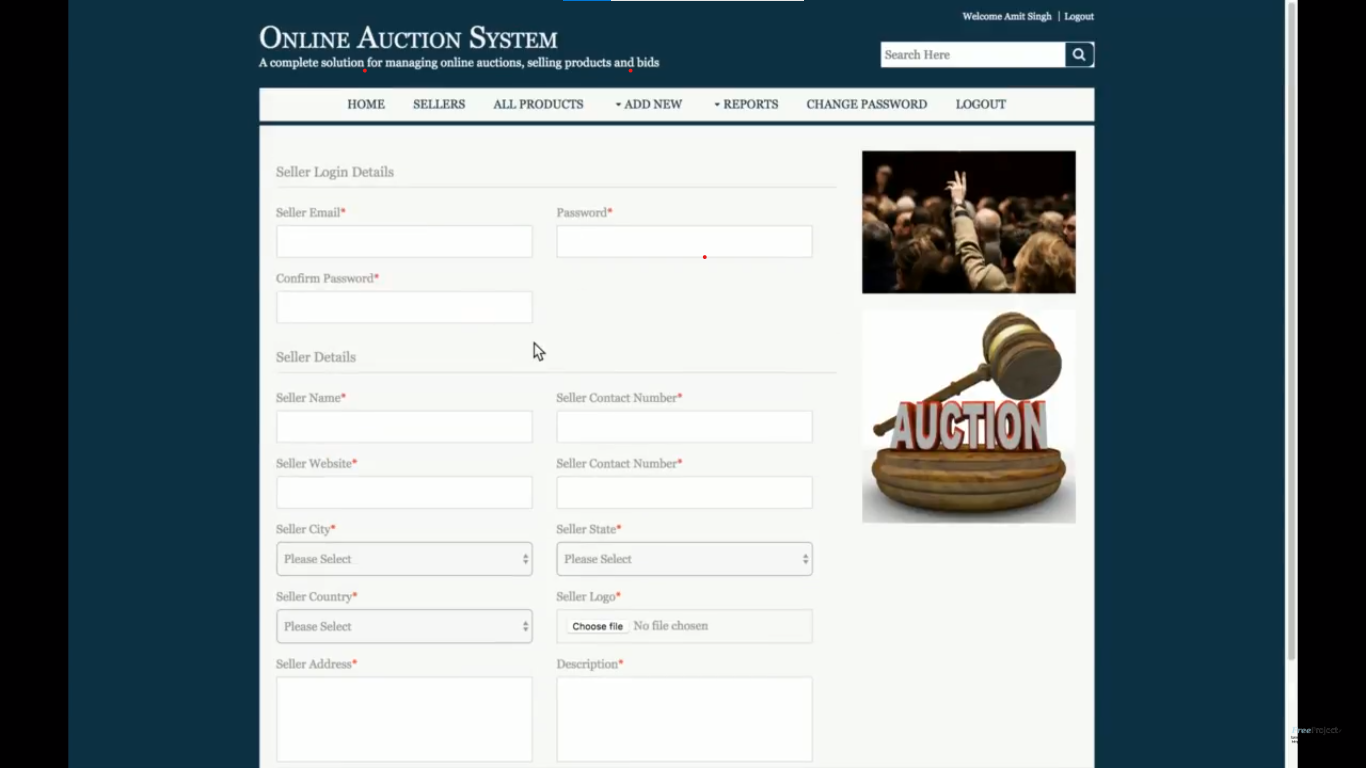 Welcome Amit Singh | Logout
ONLINE AUCTION SYSTEM
A complete solution for managing online auctions, selling products and bids
Search Here
HOME SELLERS ALL PRODUCTS ADD NEW REPORTS CHANGE PASSWORD LOGOUT
Seller Login Details
Seller Email* Password*
Confirm Password*
Seller Details
Seller Name* Seller Contact Number*
Seller Website* Seller Contact Number*
Seller City* Seller State*
Please Select Please Select
Seller Country* Seller Logo*
Please Select Choose file No file chosen
Seller Address* Description*
AUCTION
FreeProject